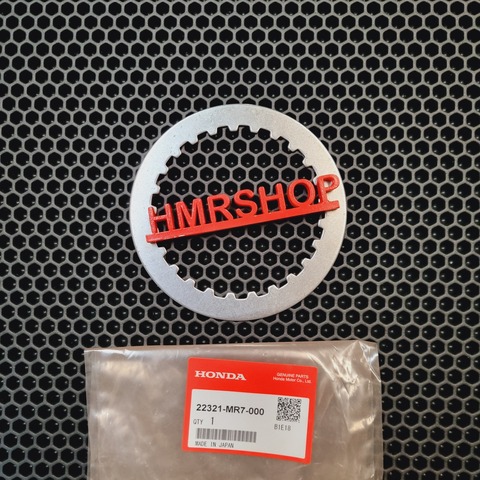 HMRSHOP
HONDA
GENUINE PARTS
Honda Motor Co., Ltd.
22321-MR7-000
QTY 1
B1E18
MADE IN JAPAN